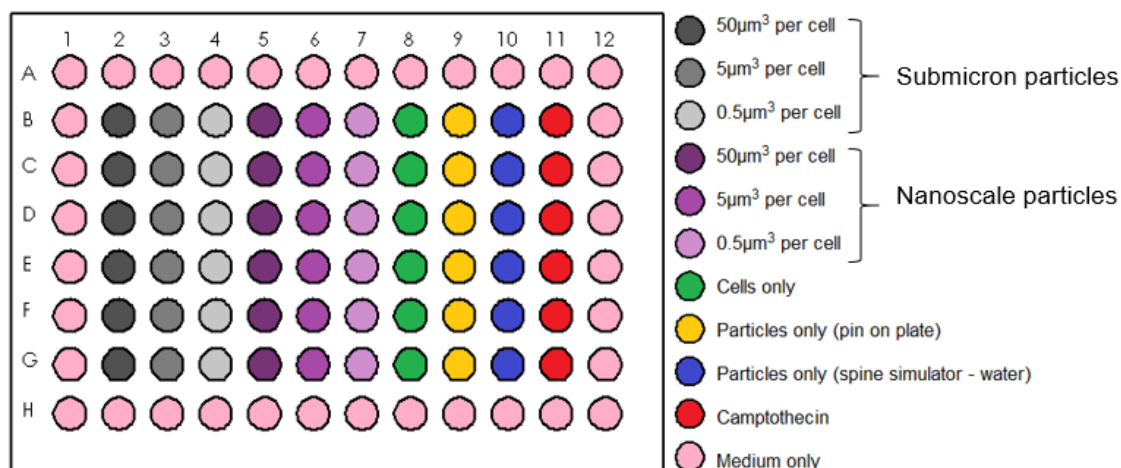 1 2 3 4 5 6 7 8 9 10 11 12
A
B
C
D
E
F
G
H
50µm³ per cell
5µm³ per cell
0.5µm³ per cell
Submicron particles
50µm³ per cell
5µm³ per cell
0.5µm³ per cell
Nanoscale particles
Cells only
Particles only (pin on plate)
Particles only (spine simulator - water)
Camptothecin
Medium only